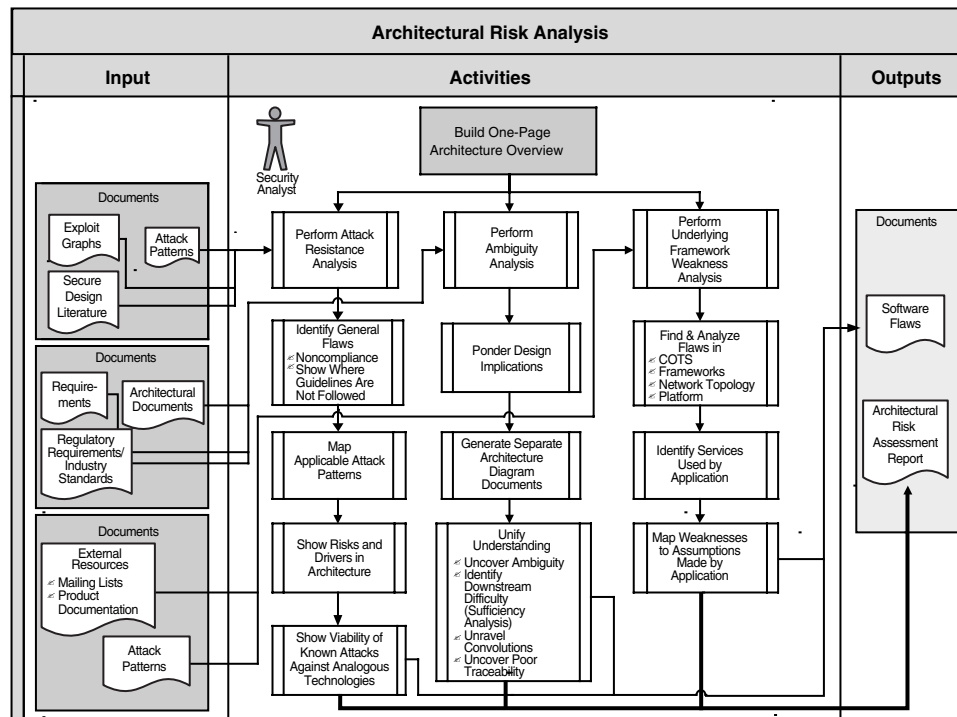 Architectural Risk Analysis
Input
Activities
Outputs
Security
Analyst
Build One-Page
Architecture Overview
Documents
Exploit
Graphs
Attack
Patterns
Secure
Design
Literature
Documents
Require-
ments
Architectural
Documents
Regulatory
Requirements/
Industry
Standards
Documents
External
Resources
Mailing Lists
Product
Documentation
Attack
Patterns
Perform Attack
Resistance
Analysis
Identify General
Flaws
Noncompliance
Show Where
Guidelines Are
Not Followed
Map
Applicable Attack
Patterns
Show Risks and
Drivers in
Architecture
Show Viability of
Known Attacks
Against Analogous
Technologies
Perform
Ambiguity
Analysis
Ponder Design
Implications
Generate Separate
Architecture
Diagram
Documents
Unify
Understanding
Uncover Ambiguity
Identify
Downstream
Difficulty
(Sufficiency
Analysis)
Unravel
Convolutions
Uncover Poor
Traceability
Perform
Underlying
Framework
Weakness
Analysis
Find & Analyze
Flaws in
COTS
Frameworks
Network Topology
Platform
Identify Services
Used by
Application
Map Weaknesses
to Assumptions
Made by
Application
Documents
Software
Flaws
Architectural
Risk
Assessment
Report